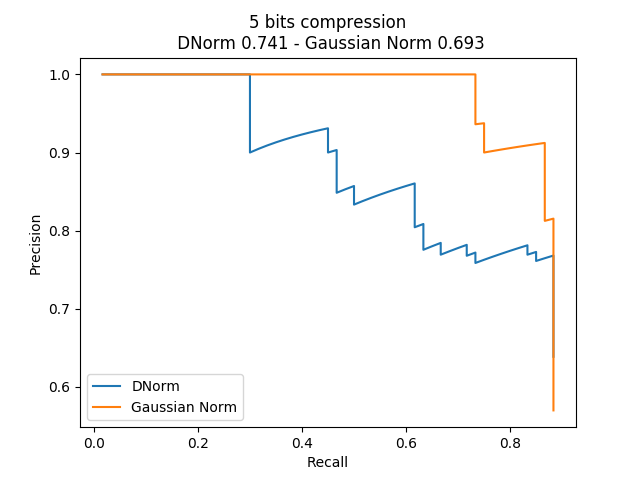 5 bits compression
DNorm 0.741 - Gaussian Norm 0.693
1.0
0.9
0.8
0.7
0.6
Precision
DNorm
Gaussian Norm
0.0 0.2 0.4 0.6 0.8
Recall